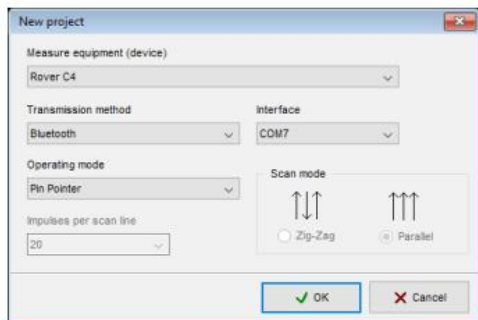 New project
Measure equipment (device)
Rover C4
Transmission method
Interface
Bluetooth
COM7
Operating mode
Pin Pointer
Scan mode
Impulses per scan line
20
Zig-Zag
Parallel
OK
Cancel